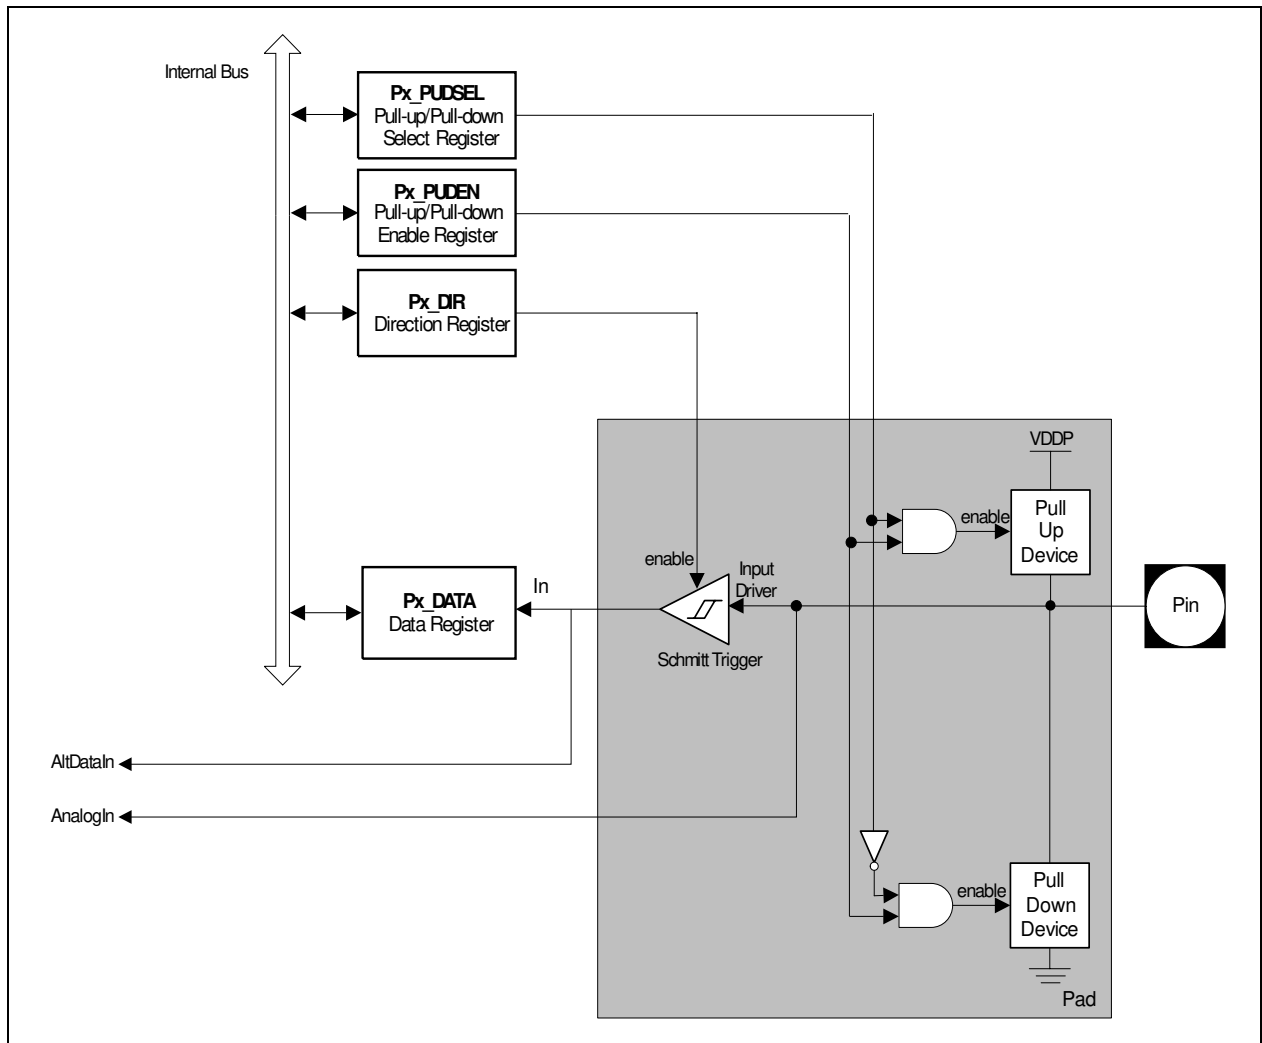 Internal Bus
Px_PUDSEL
Pull-up/Pull-down
Select Register
Px_PUDEN
Pull-up/Pull-down
Enable Register
Px_DIR
Direction Register
VDDP
Pull
Up
Device
enable
enable
Input
Driver
In
Px_DATA
Data Register
Schmitt Trigger
Pin
AltDataIn
AnalogIn
enable
Pull
Down
Device
Pad